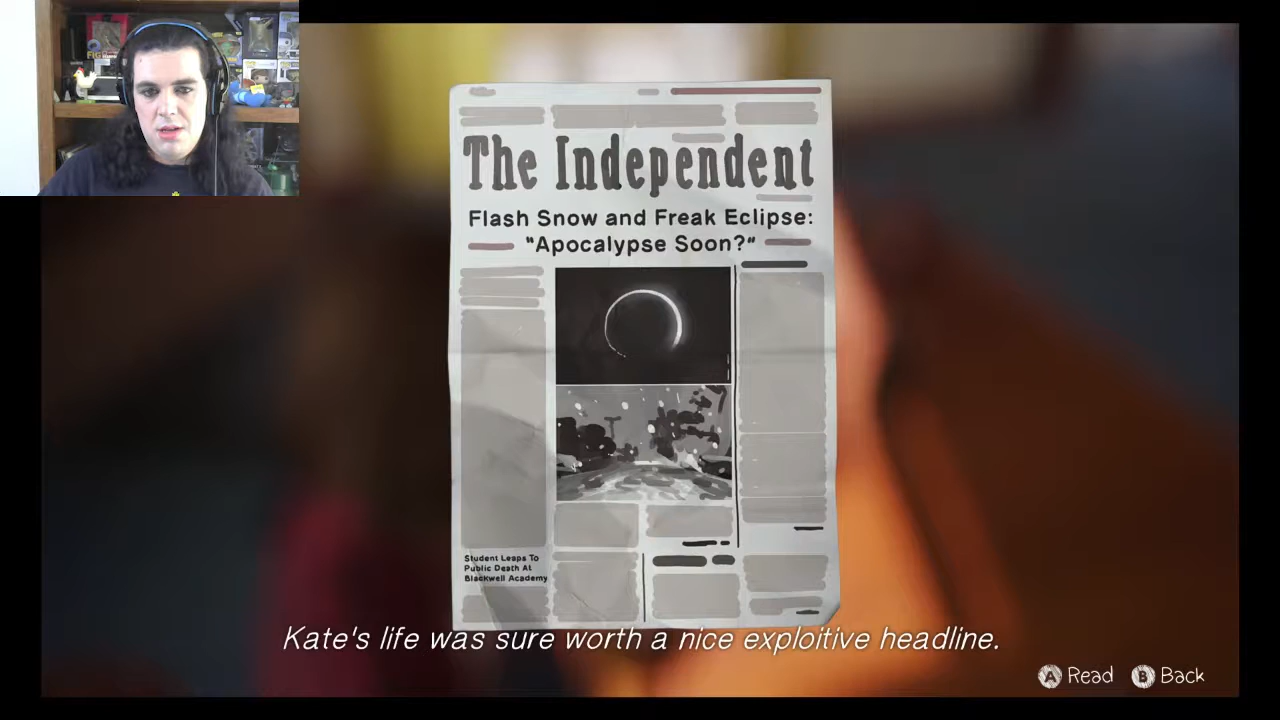 The Independent
Flash Snow and Freak Eclipse:
"Apocalypse Soon?"
Student Leaps To
Public Death At
Blackwell Academy
Kate's life was sure worth a nice exploitive headline.
A Read B Back